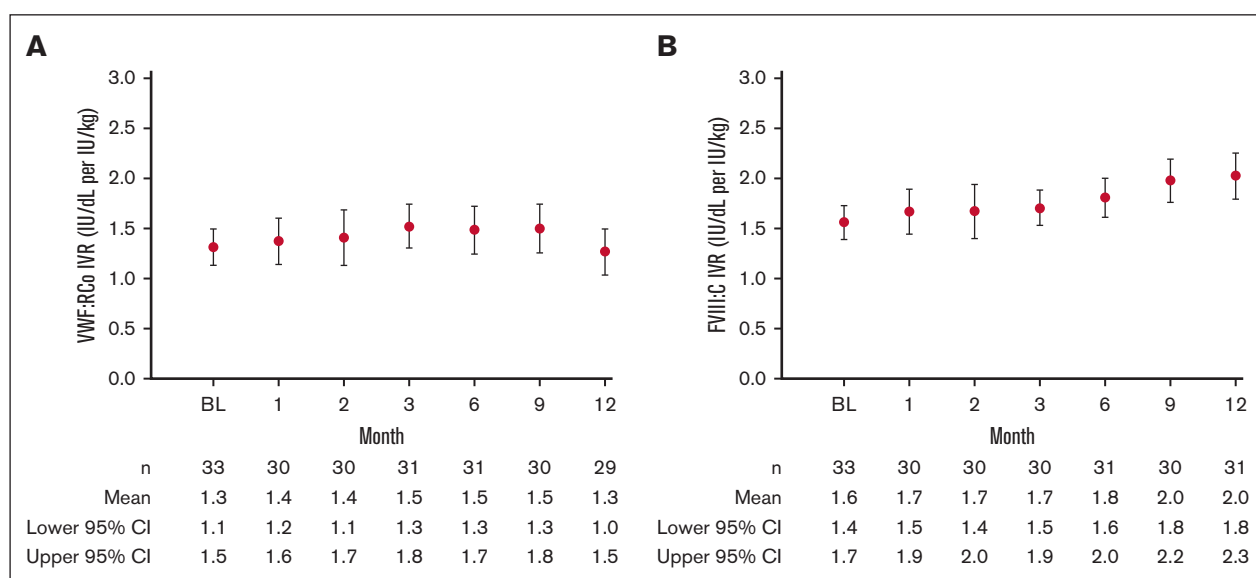 A
VWF:RCo IVR (IU/dL per IU/kg)
3.0
2.5
2.0
1.5
1.0
0.5
0.0
BL 1 2 3 6 9 12
Month
n 33 30 30 31 31 30 29
Mean 1.3 1.4 1.4 1.5 1.5 1.5 1.3
Lower 95% CI 1.1 1.2 1.1 1.3 1.3 1.3 1.0
Upper 95% CI 1.5 1.6 1.7 1.8 1.7 1.8 1.5
B
FVIII:C IVR (IU/dL per IU/kg)
3.0
2.5
2.0
1.5
1.0
0.5
0.0
BL 1 2 3 6 9 12
Month
n 33 30 30 30 31 30 31
Mean 1.6 1.7 1.7 1.7 1.8 2.0 2.0
Lower 95% CI 1.4 1.5 1.4 1.5 1.6 1.8 1.8
Upper 95% CI 1.7 1.9 2.0 1.9 2.0 2.2 2.3